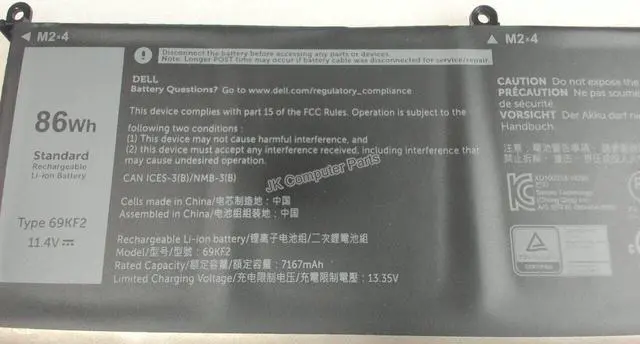 ◄ M2×4
▲ M2×4
Disconnect the battery before accessing any parts or devices.
Note: Longer POST time may occur if battery cable was disconnected for service/repair.
DELL
Battery Questions? Go to www.dell.com/regulatory_compliance
This device complies with part 15 of the FCC Rules. Operation is subject to the
following two conditions :
(1) This device may not cause harmful interference, and
(2) this device must accept any interference received, including interference that
may cause undesired operation.
CAN ICES-3(B)/NMB-3(B)
Cells made in China/电芯制造地：中国
Assembled in China/电池组组装地：中国
Rechargeable Li-ion battery/锂离子电池组/二次鋰電池組
Model/型号/型號: 69KF2
Rated Capacity/额定容量/額定容量: 7167mAh
Limited Charging Voltage/充电限制电压/充電限制電壓: 13.35V
86Wh
Standard
Rechargeable
Li-ion Battery
Type 69KF2
11.4V
CAUTION Do not expose the
PRÉCAUTION Ne pas soume
de sécurité.
VORSICHT Der Akku darf ni
Handbuch.
JK Computer Parts